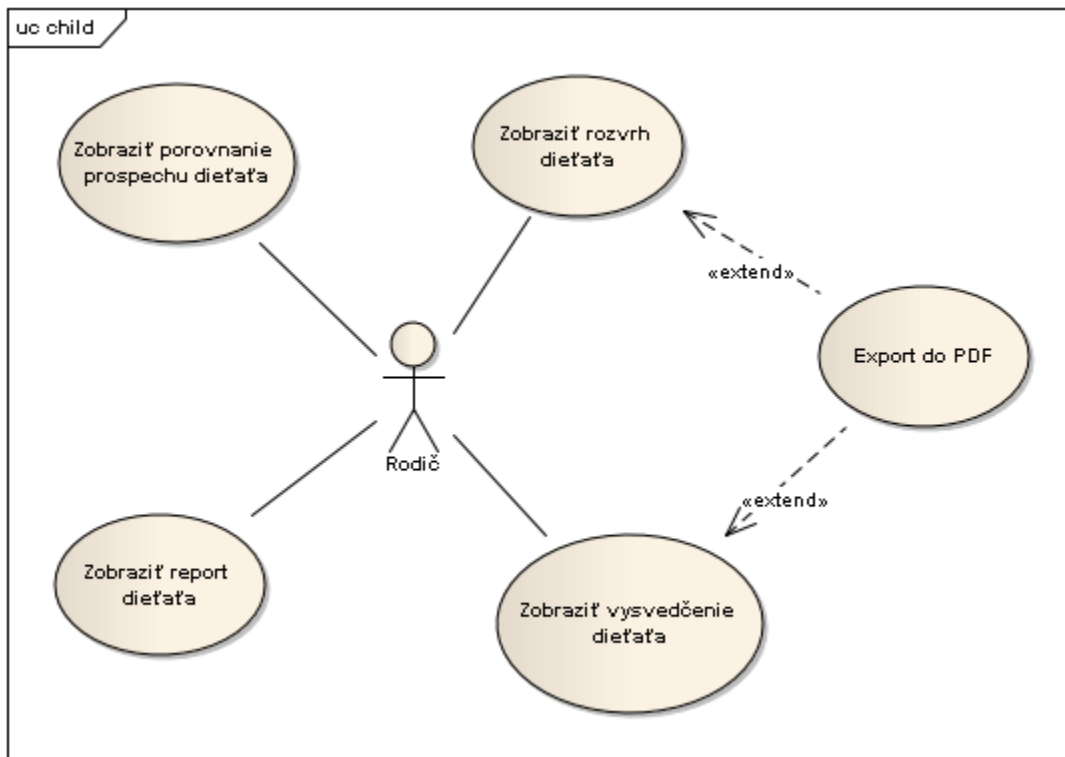 uc child
Zobraziť porovnanie
prospechu dieťaťa
Zobraziť rozvrh
dieťaťa
«extend»
Export do PDF
Rodič
«extend»
Zobraziť report
dieťaťa
Zobraziť vysvedčenie
dieťaťa